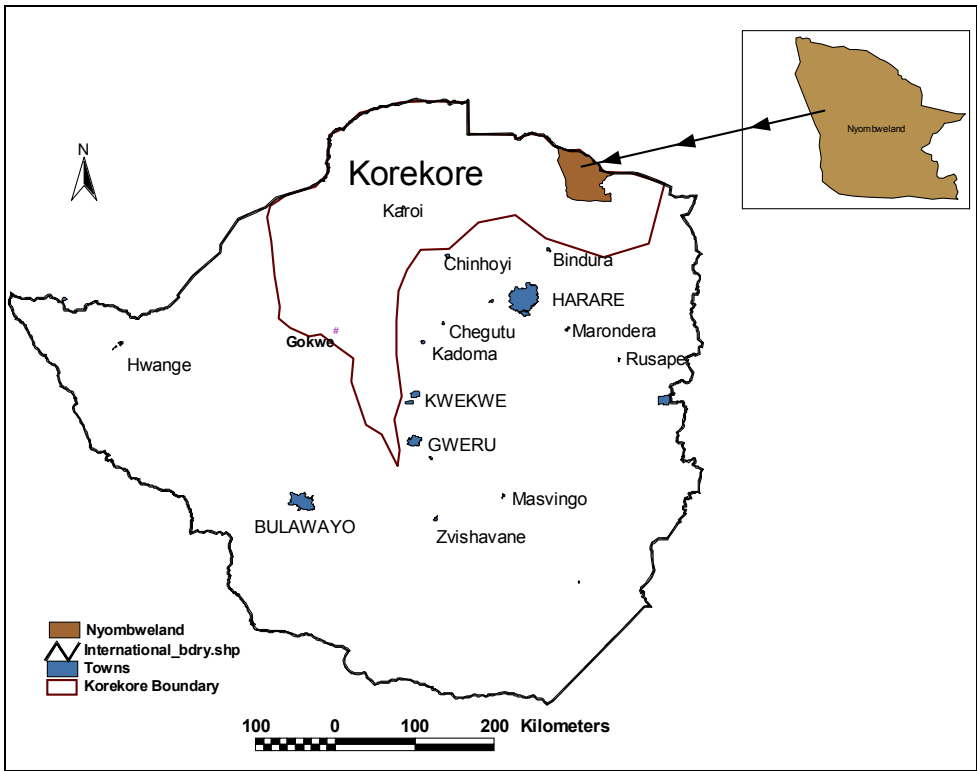 Nyombweland
N
Korekore
Karoi
Chinhoyi
Bindura
HARARE
Chegutu
Marondera
Gokwe
#
Kadoma
Rusape
Hwange
KWEKWE
GWERU
Masvingo
BULAWAYO
Zvishavane
Nyombweland
International_bdry.shp
Towns
Korekore Boundary
100 0 100 200 Kilometers